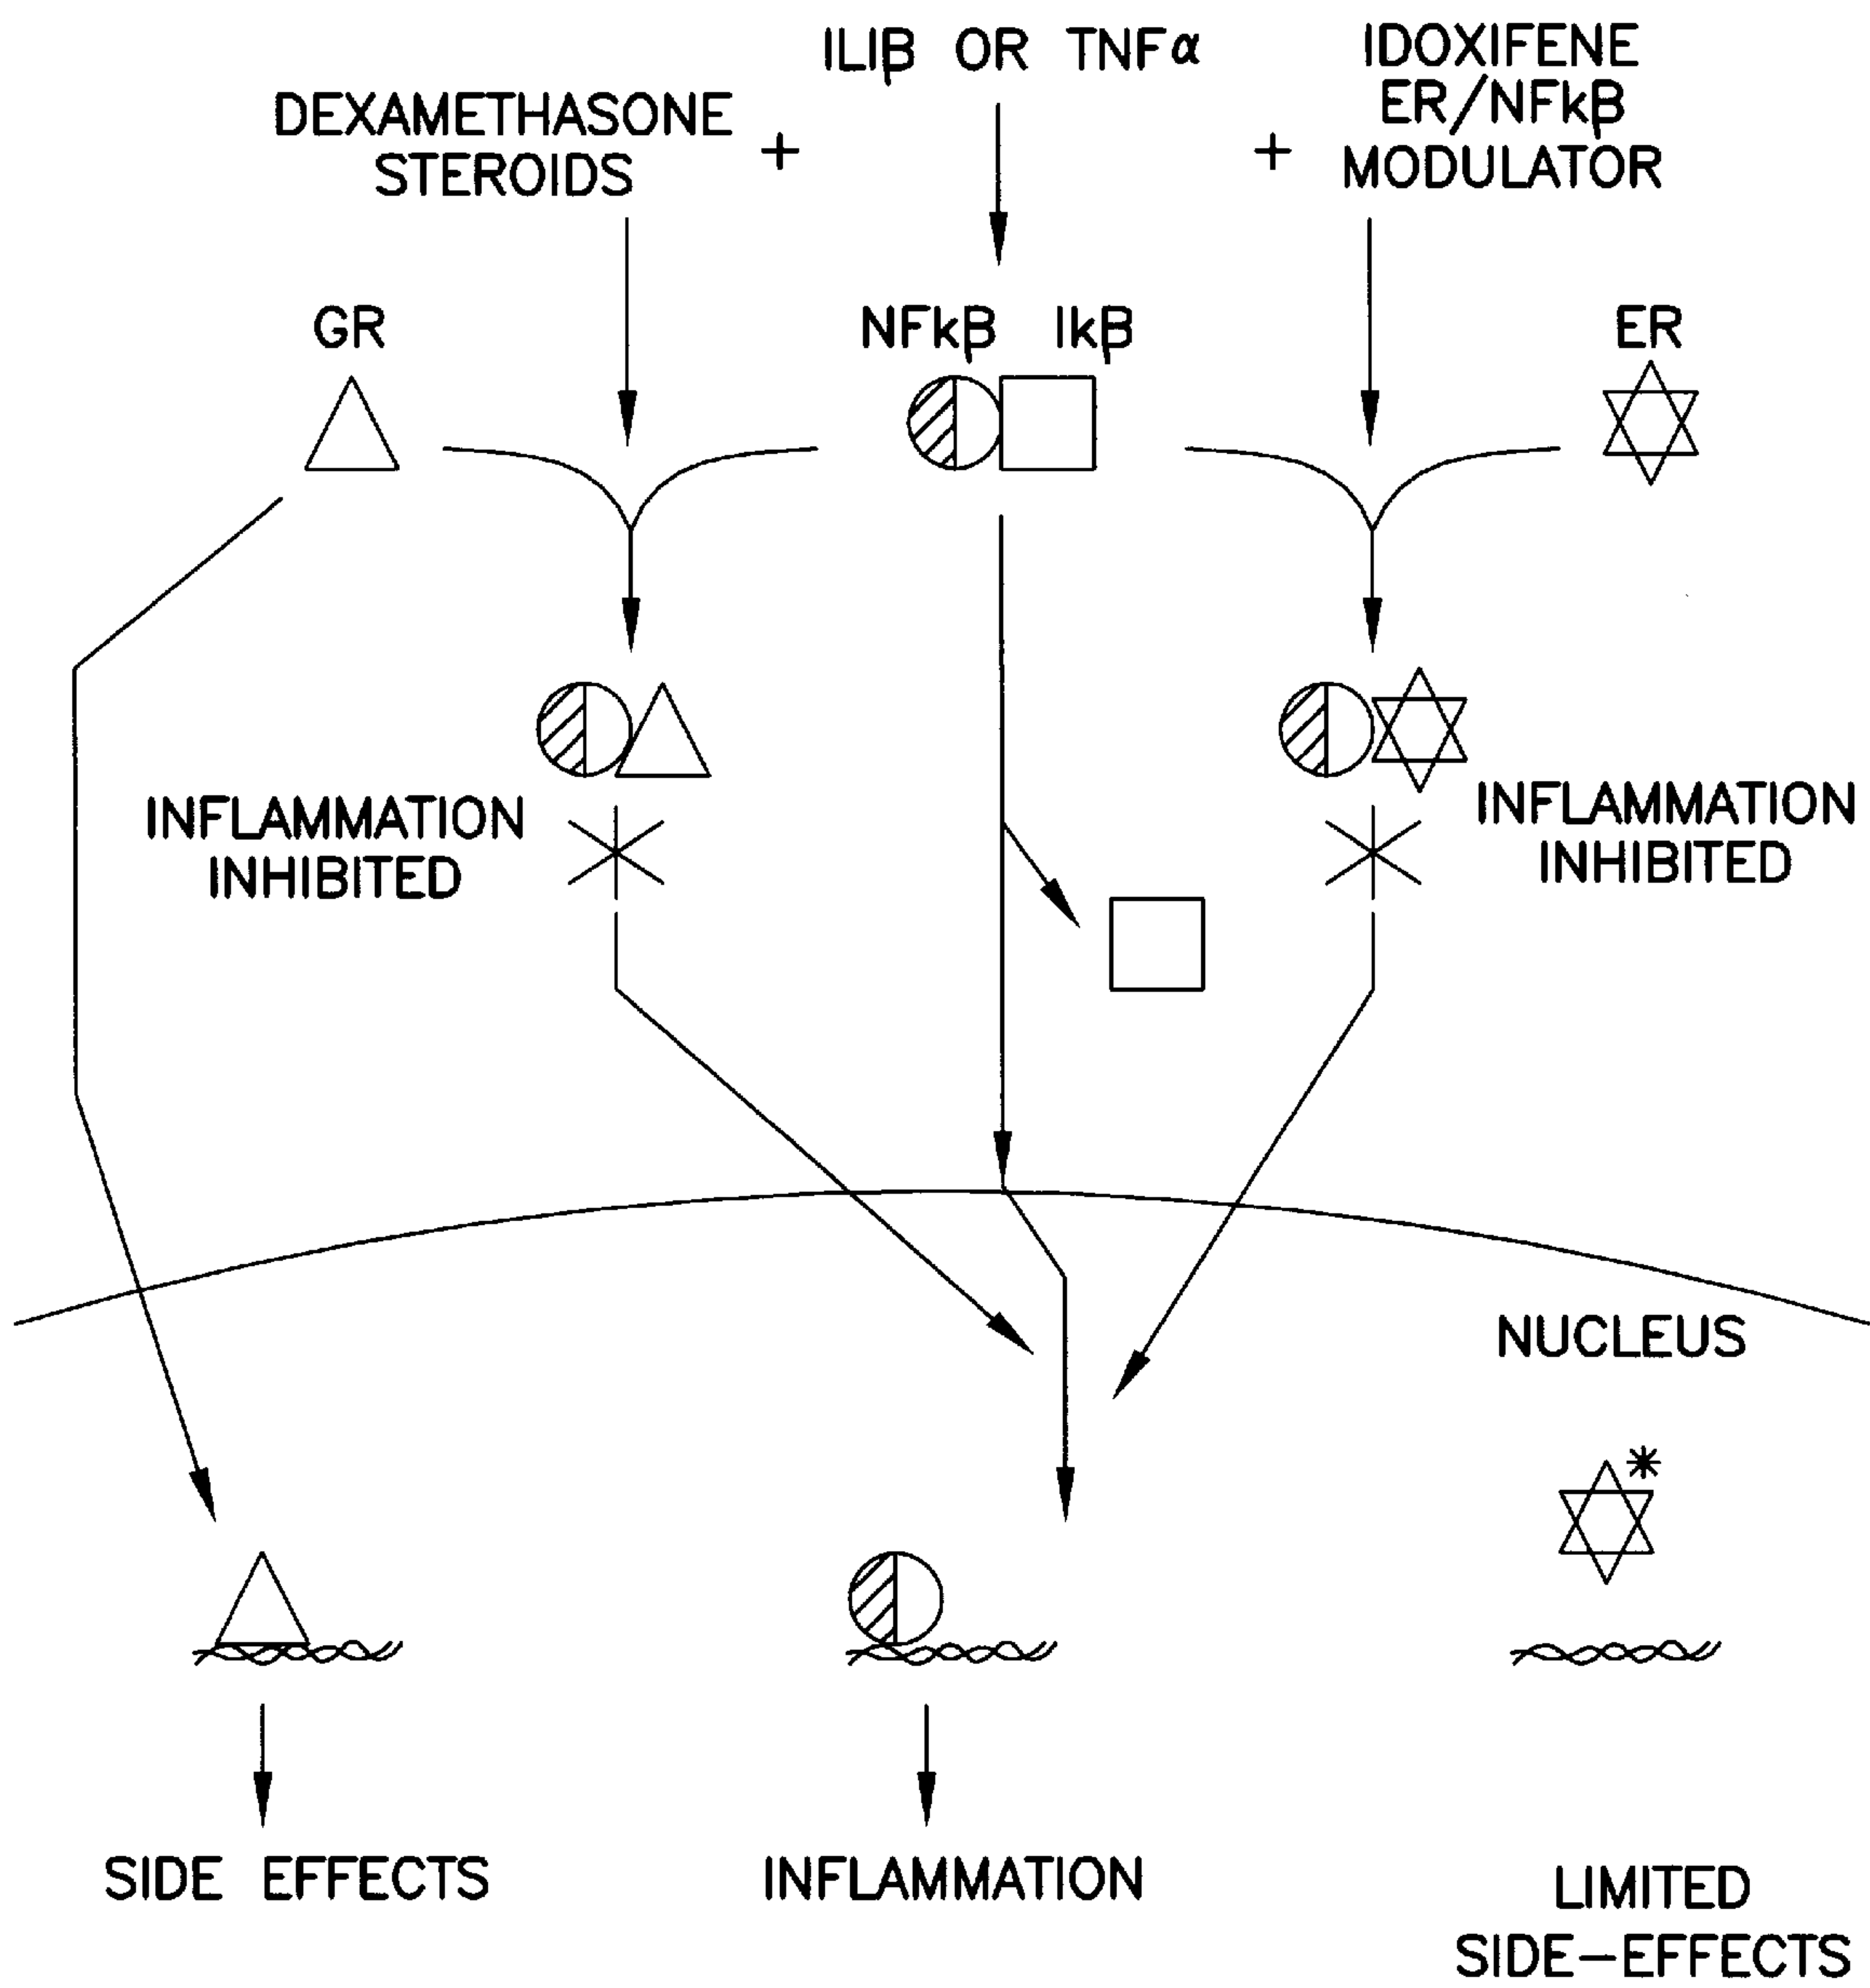 ILIβ OR TNFα
DEXAMETHASONE
STEROIDS
+
+
IDOXIFENE
ER/NFkβ
MODULATOR
GR
NFkβ Ikβ
ER
INFLAMMATION
INHIBITED
INFLAMMATION
INHIBITED
NUCLEUS
*
SIDE EFFECTS
INFLAMMATION
LIMITED
SIDE-EFFECTS